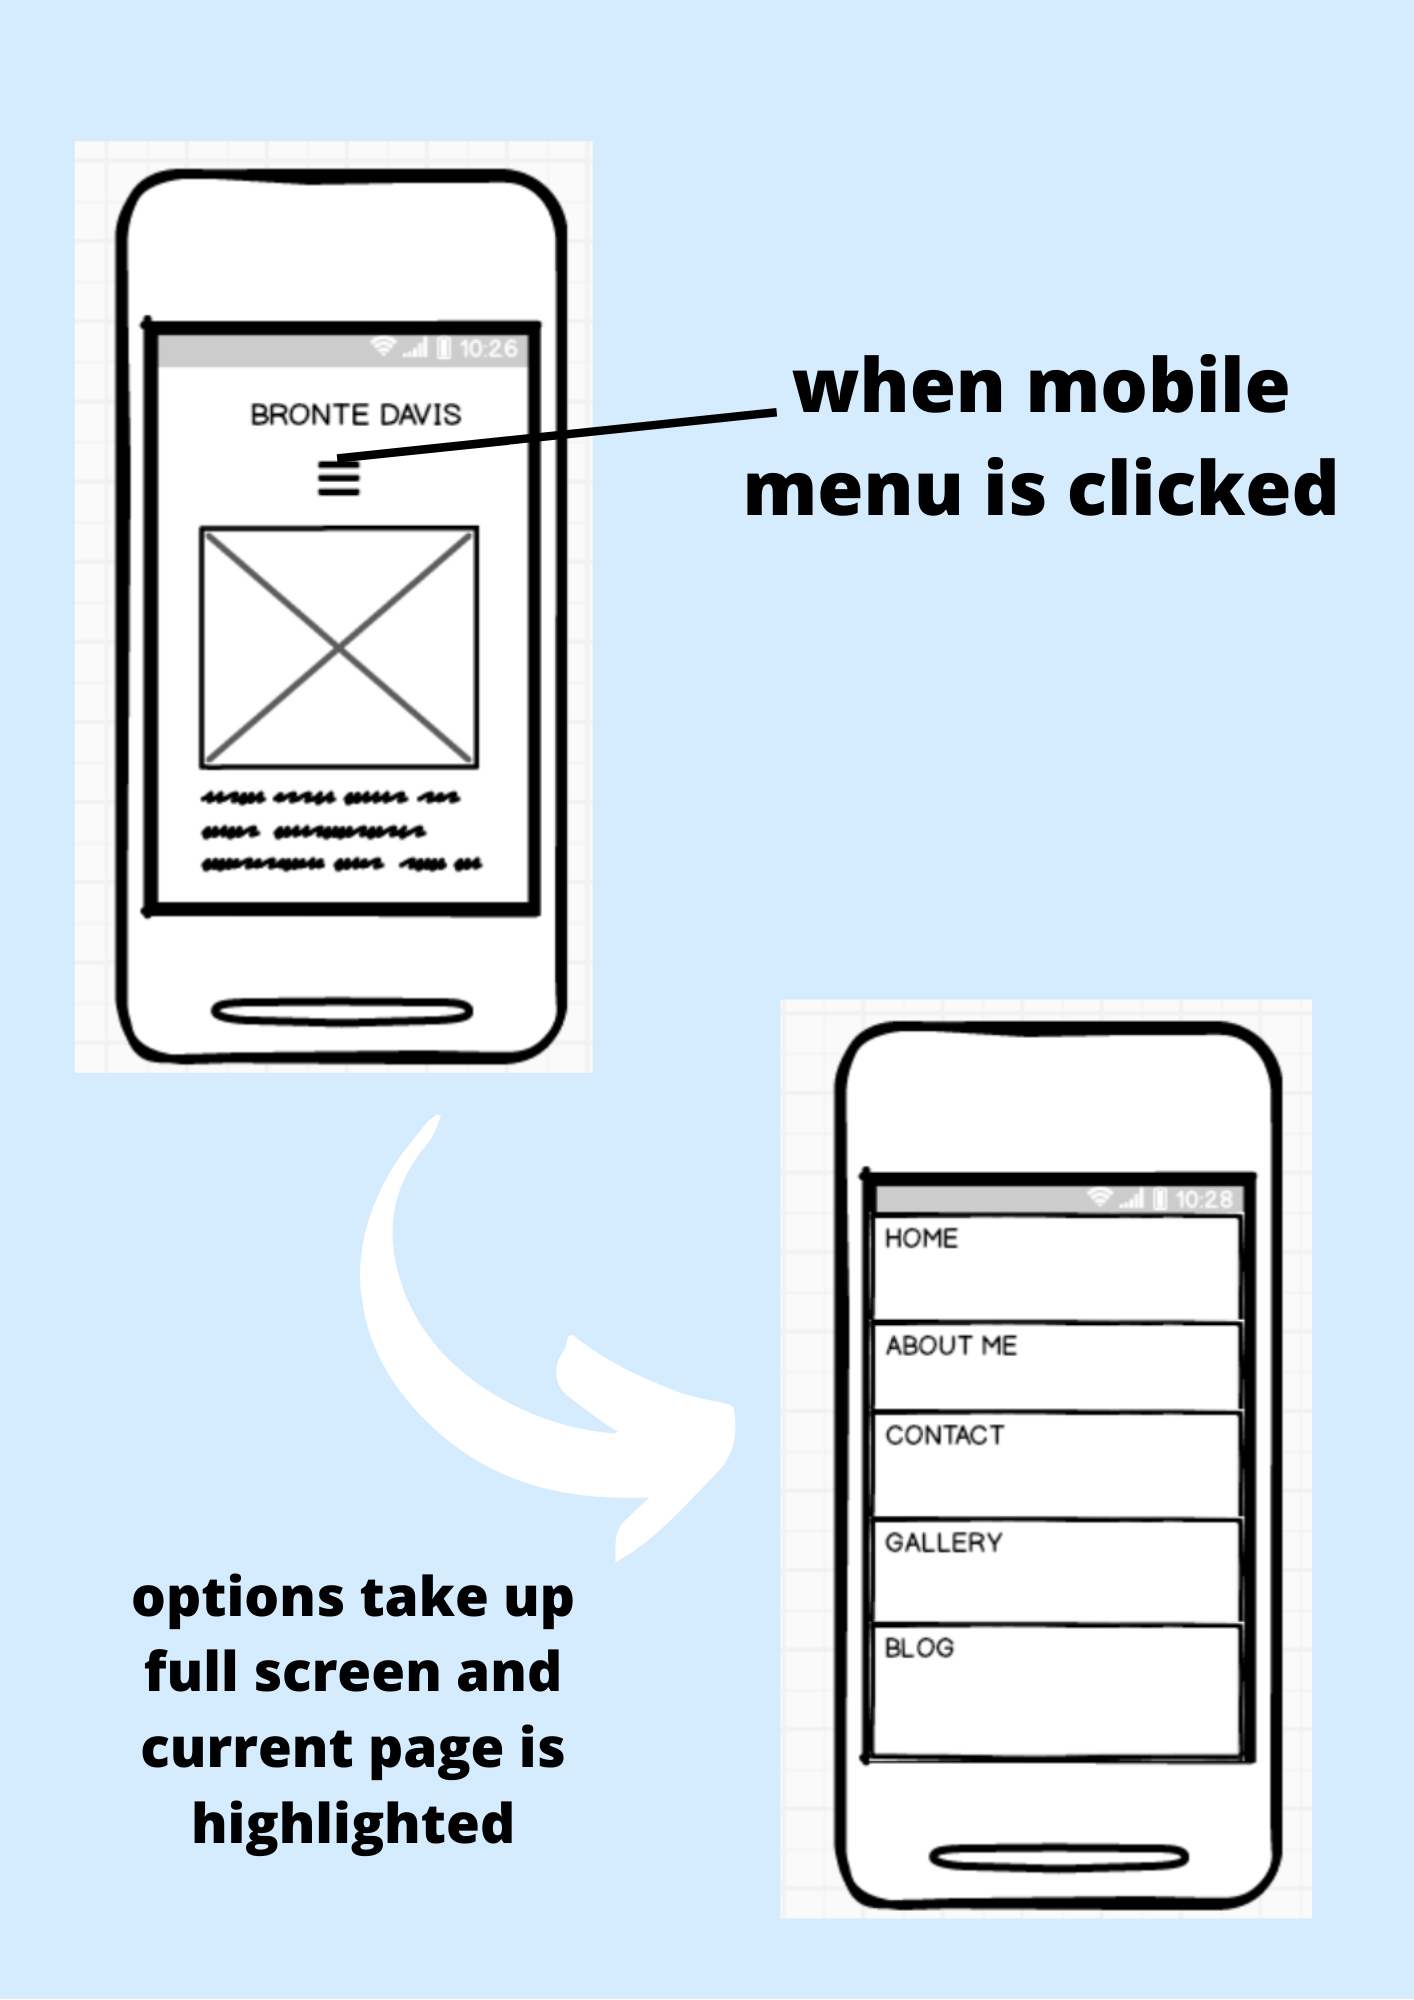 10:26
BRONTE DAVIS
when mobile
menu is clicked
10:28
HOME
ABOUT ME
CONTACT
GALLERY
BLOG
options take up
full screen and
current page is
highlighted